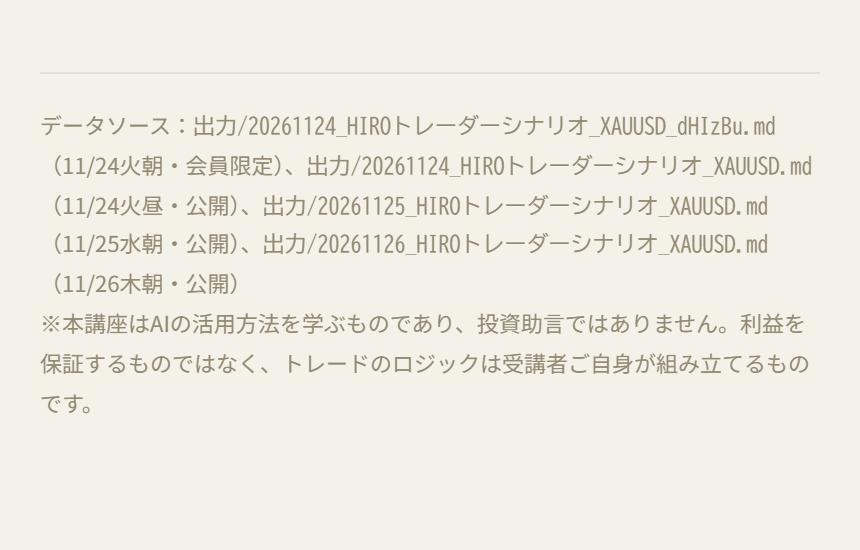 データソース：出力/20261124_HIROトレーダーシナリオ_XAUUSD_dHIzBu.md
（11/24火朝・会員限定）、出力/20261124_HIROトレーダーシナリオ_XAUUSD.md
（11/24火昼・公開）、出力/20261125_HIROトレーダーシナリオ_XAUUSD.md
（11/25水朝・公開）、出力/20261126_HIROトレーダーシナリオ_XAUUSD.md
（11/26木朝・公開）
※本講座はAIの活用方法を学ぶものであり、投資助言ではありません。利益を
保証するものではなく、トレードのロジックは受講者ご自身が組み立てるもの
です。